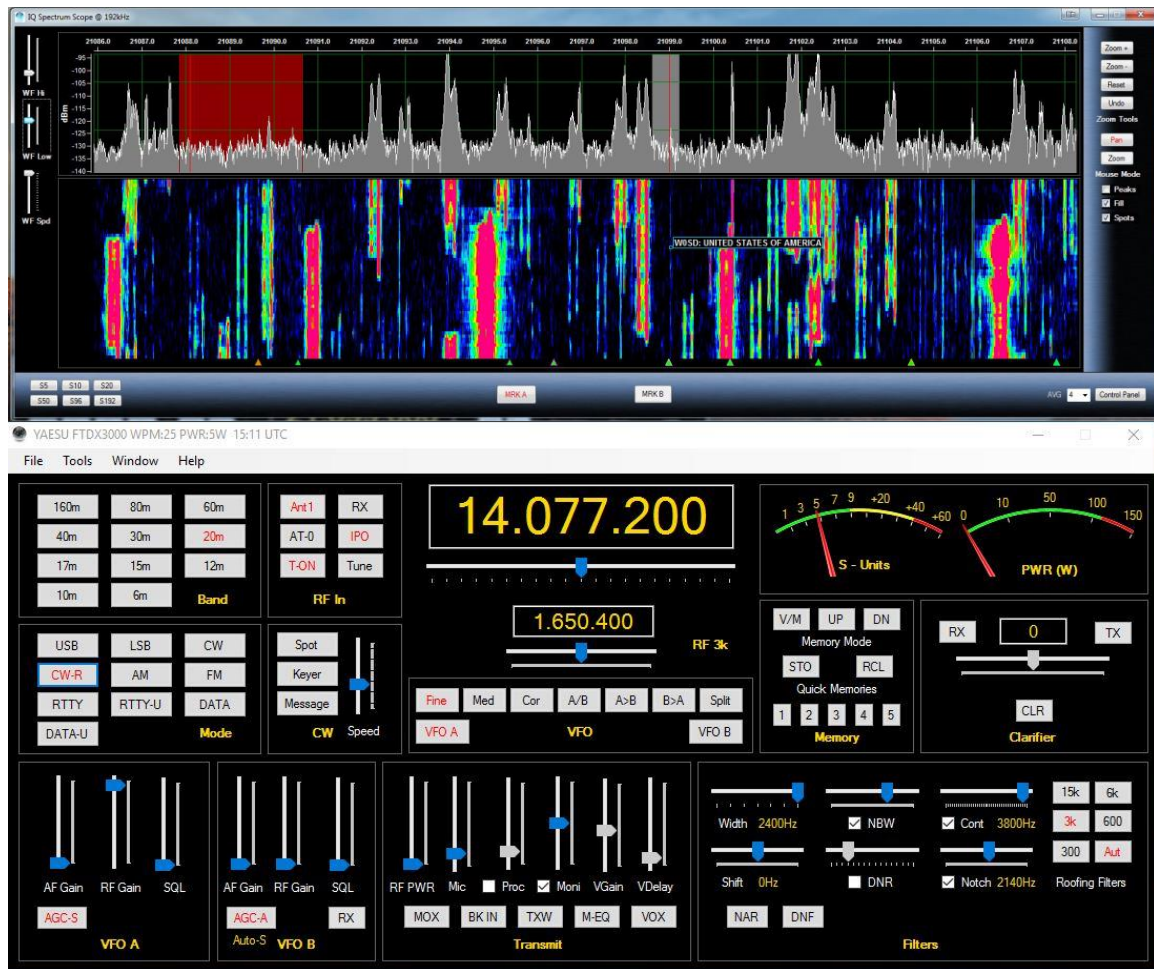 IQ Spectrum Scope @ 192kHz
21086.0 21087.0 21088.0 21089.0 21090.0 21091.0 21092.0 21093.0 21094.0 21095.0 21096.0 21097.0 21098.0 21099.0 21100.0 21101.0 21102.0 21103.0 21104.0 21105.0 21106.0 21107.0 21108.0
WF Hi
WF Low
WF Spd
dBm
-95
-100
-105
-110
-115
-120
-125
-130
-135
-140
W0SD: UNITED STATES OF AMERICA
Zoom +
Zoom -
Reset
Undo
Zoom Tools
Pan
Zoom
Mouse Mode
Peaks
Fill
Spots
S5 S10 S20
S50 S96 S192
MRK A MRK B
AVG 4 Control Panel
YAESU FTDX3000 WPM:25 PWR:5W 15:11 UTC
File Tools Window Help
160m 80m 60m
40m 30m 20m
17m 15m 12m
10m 6m Band
Ant1 RX
AT-0 IPO
T-ON Tune
RF In
14.077.200
1.650.400
RF 3k
1 3 5 7 9 +20 +40 +60
S - Units
0 10 50 100 150
PWR (W)
USB LSB CW
CW-R AM FM
RTTY RTTY-U DATA
DATA-U Mode
Spot
Keyer
Message
CW Speed
Fine Med Cor A/B A>B B>A Split
VFO A VFO VFO B
V/M UP DN
Memory Mode
STO RCL
Quick Memories
1 2 3 4 5
Memory
RX 0 TX
CLR
Clarifier
AF Gain RF Gain SQL
AGC-S
VFO A
AF Gain RF Gain SQL
AGC-A RX
Auto-S VFO B
RF PWR Mic Proc Moni VGain VDelay
MOX BK IN TXW M-EQ VOX
Transmit
Width 2400Hz NBW Cont 3800Hz
Shift 0Hz DNR Notch 2140Hz
15k 6k
3k 600
300 Aut
Roofing Filters
NAR DNF
Filters